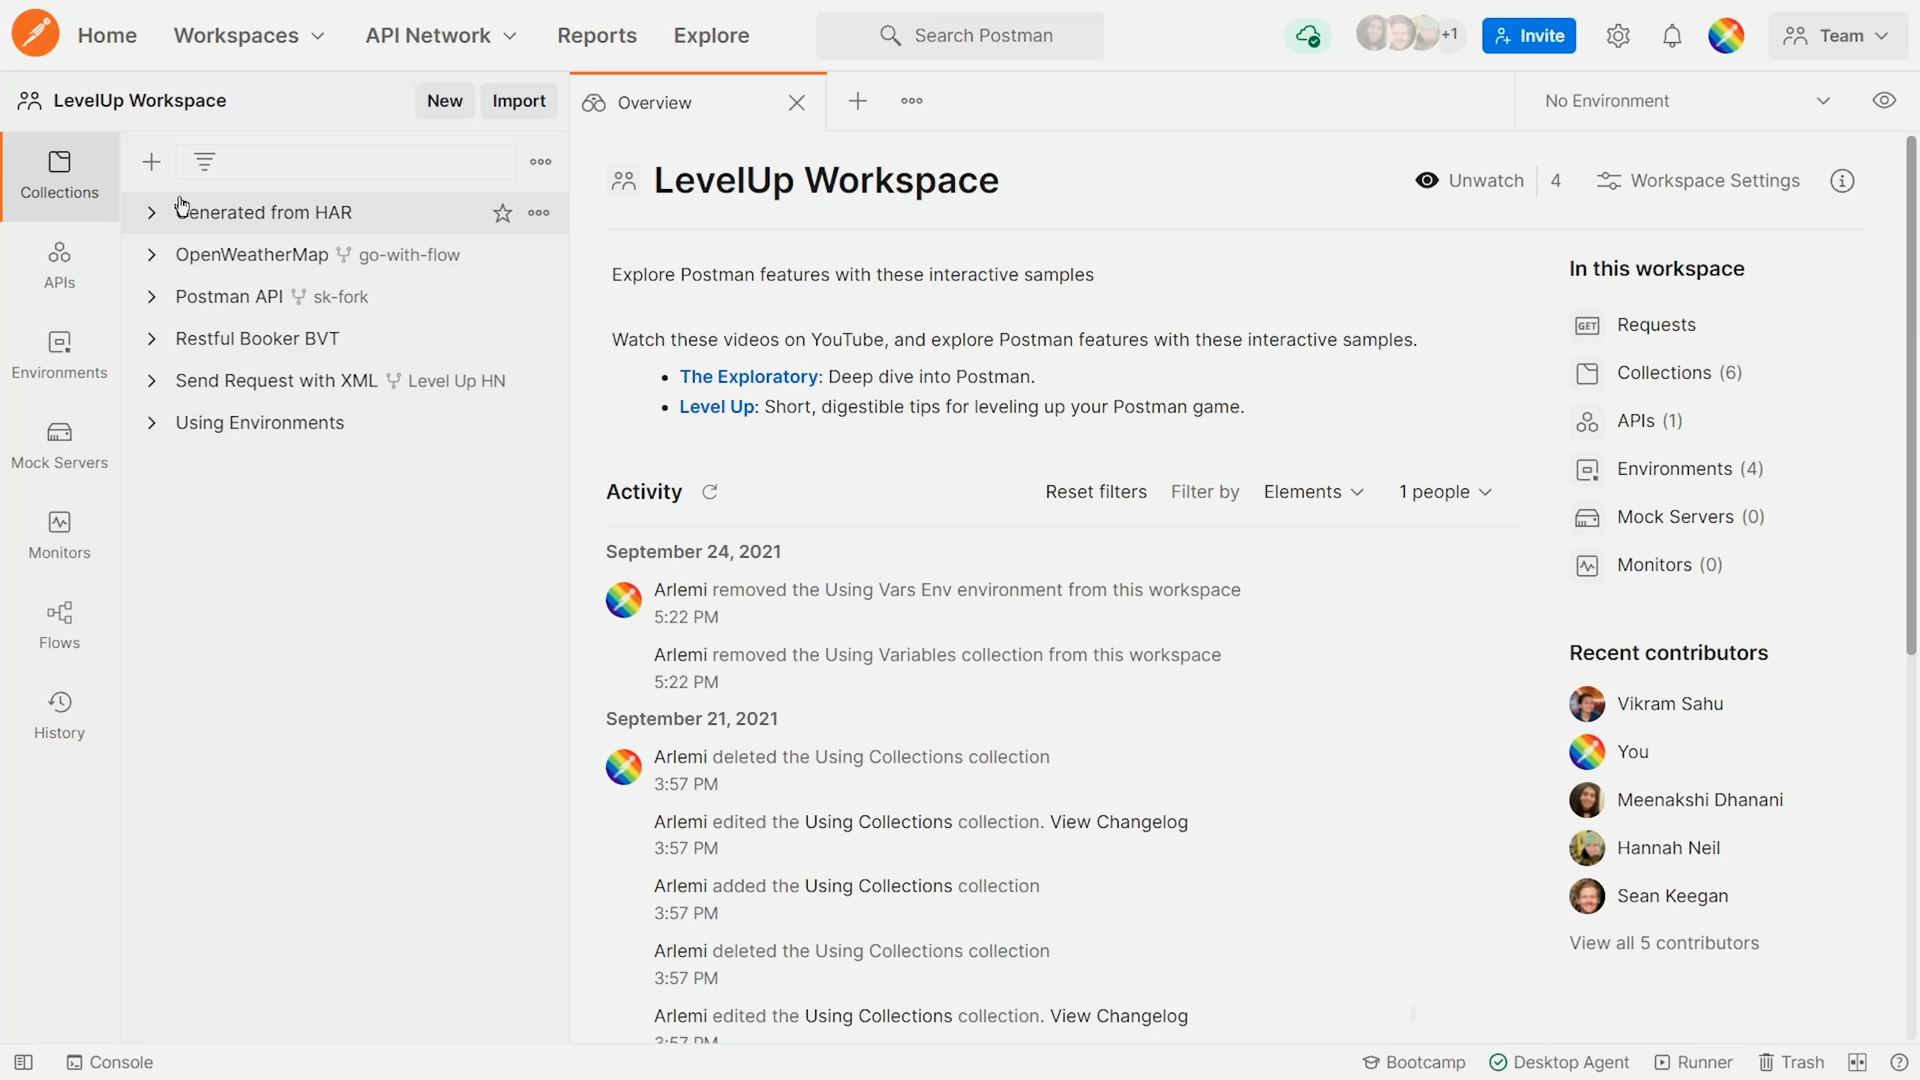 Home
Workspaces
API Network
Reports
Explore
Search Postman
+1
Invite
Team
LevelUp Workspace
New
Import
Overview
No Environment
Collections
APIs
Environments
Mock Servers
Monitors
Flows
History
Generated from HAR
OpenWeatherMap go-with-flow
Postman API sk-fork
Restful Booker BVT
Send Request with XML Level Up HN
Using Environments
LevelUp Workspace
Unwatch 4
Workspace Settings
Explore Postman features with these interactive samples
Watch these videos on YouTube, and explore Postman features with these interactive samples.
• The Exploratory: Deep dive into Postman.
• Level Up: Short, digestible tips for leveling up your Postman game.
Activity
Reset filters
Filter by
Elements
1 people
September 24, 2021
Arlemi removed the Using Vars Env environment from this workspace
5:22 PM
Arlemi removed the Using Variables collection from this workspace
5:22 PM
September 21, 2021
Arlemi deleted the Using Collections collection
3:57 PM
Arlemi edited the Using Collections collection. View Changelog
3:57 PM
Arlemi added the Using Collections collection
3:57 PM
Arlemi deleted the Using Collections collection
3:57 PM
Arlemi edited the Using Collections collection. View Changelog
3:57 PM
In this workspace
GET Requests
Collections (6)
APIs (1)
Environments (4)
Mock Servers (0)
Monitors (0)
Recent contributors
Vikram Sahu
You
Meenakshi Dhanani
Hannah Neil
Sean Keegan
View all 5 contributors
Console
Bootcamp
Desktop Agent
Runner
Trash